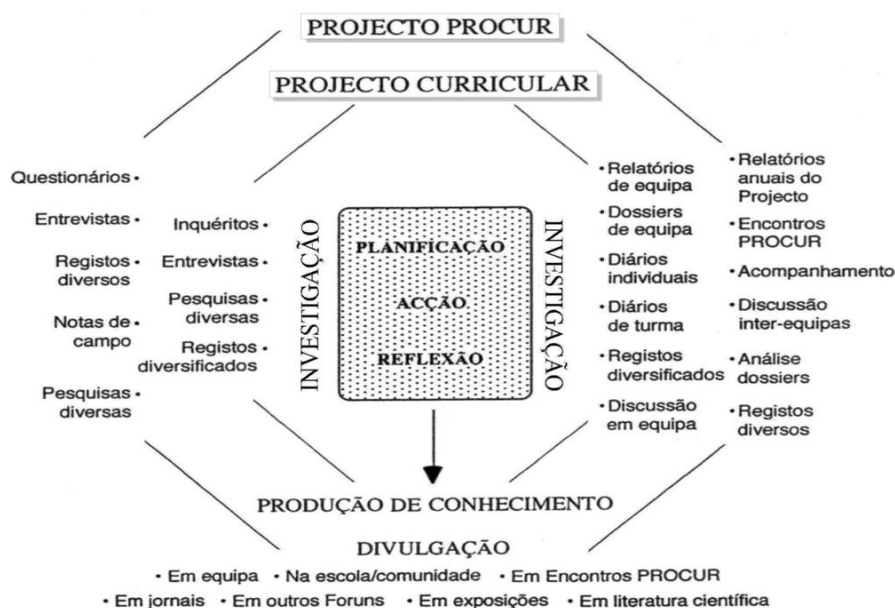 PROJECTO PROCUR
PROJECTO CURRICULAR
Questionários •
Entrevistas •
Registos •
diversos
Notas de •
campo
Pesquisas •
diversas
Inquéritos •
Entrevistas •
Pesquisas •
diversas
Registos •
diversificados
INVESTIGAÇÃO
PLANIFICAÇÃO
ACÇÃO
REFLEXÃO
INVESTIGAÇÃO
• Relatórios
de equipa
• Dossiers
de equipa
• Diários
individuais
• Diários
de turma
• Registos
diversificados
• Discussão
em equipa
• Relatórios
anuais do
Projecto
• Encontros
PROCUR
• Acompanhamento
• Discussão
inter-equipas
• Análise
dossiers
• Registos
diversos
PRODUÇÃO DE CONHECIMENTO
DIVULGAÇÃO
• Em equipa • Na escola/comunidade • Em Encontros PROCUR
• Em jornais • Em outros Foruns • Em exposições • Em literatura científica